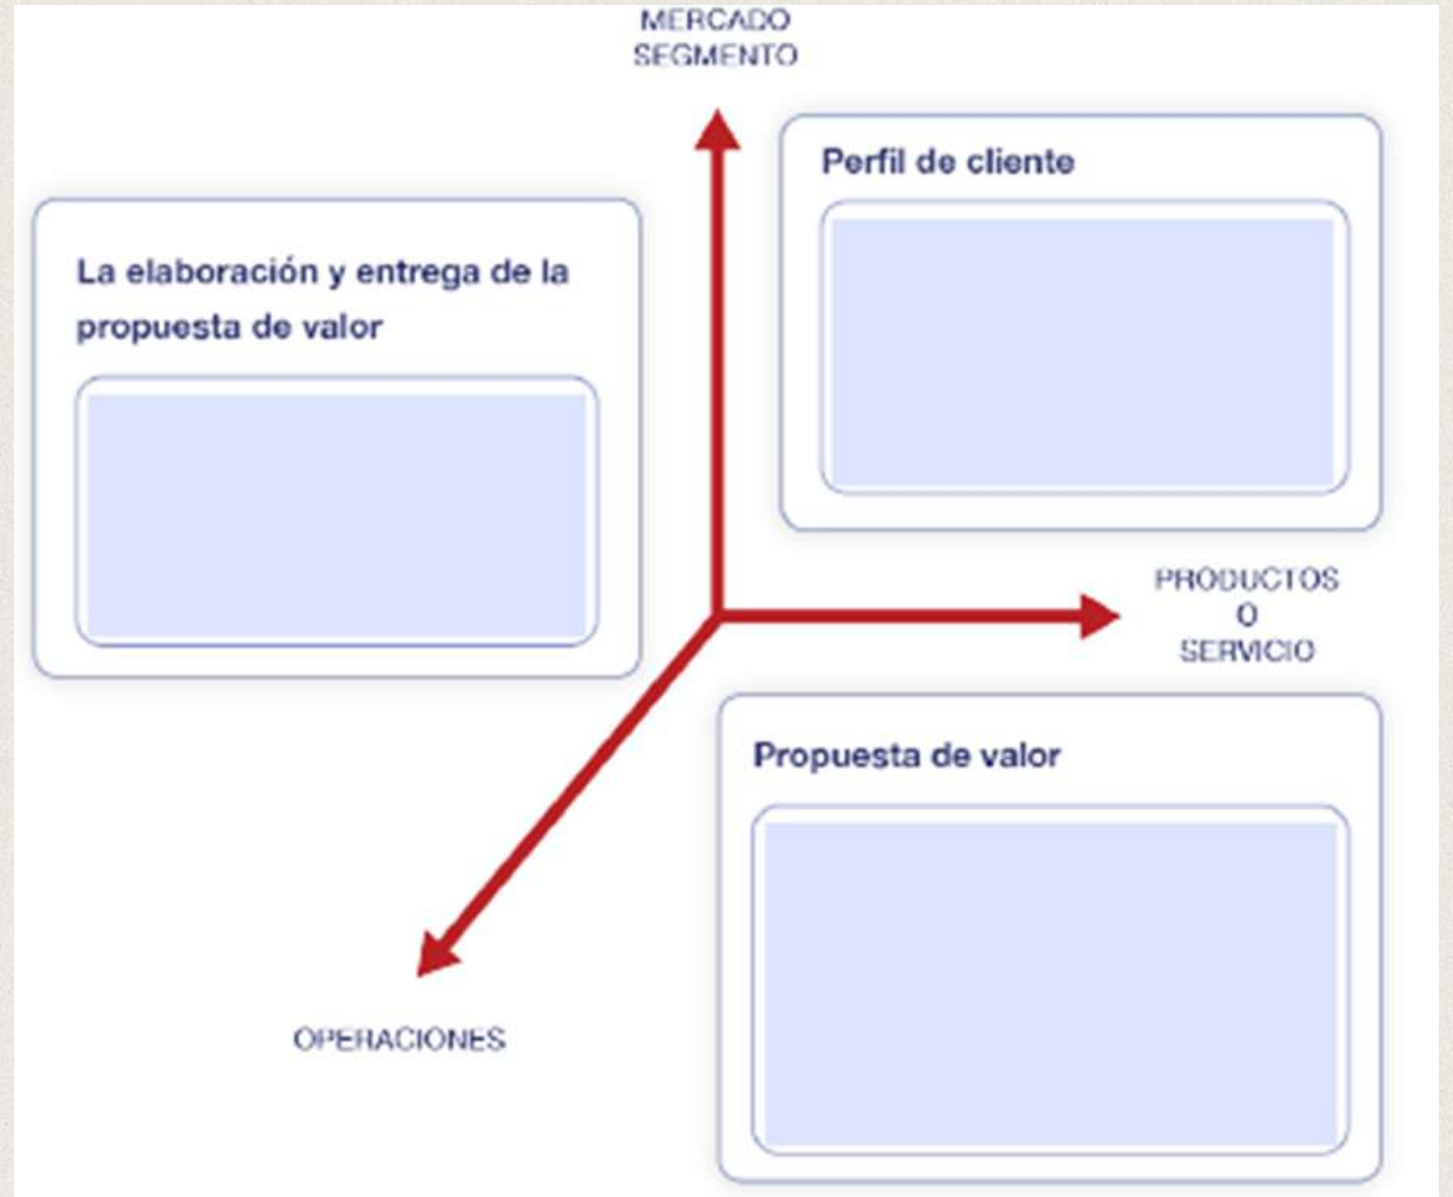 MERCADO
SEGMENTO
Perfil de cliente
La elaboración y entrega de la
propuesta de valor
PRODUCTOS
O
SERVICIO
Propuesta de valor
OPERACIONES